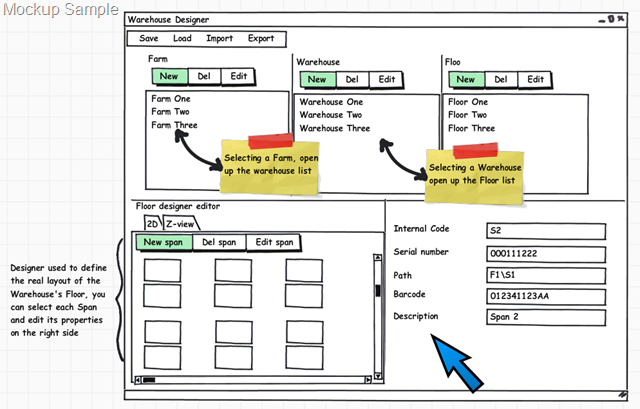 Mockup Sample
Warehouse Designer
Save Load Import Export
Farm
New Del Edit
Farm One
Farm Two
Farm Three
Warehouse
New Del Edit
Warehouse One
Warehouse Two
Warehouse Three
Floo
New Del Edit
Floor One
Floor Two
Floor Three
Selecting a Farm, open
up the warehouse list
Selecting a Warehouse
open up the Floor list
Floor designer editor
2D Z-view
New span Del span Edit span
Designer used to define
the real layout of the
Warehouse's Floor, you
can select each Span
and edit its properties
on the right side
Internal Code S2
Serial number 000111222
Path F1\S1
Barcode 012341123AA
Description Span 2